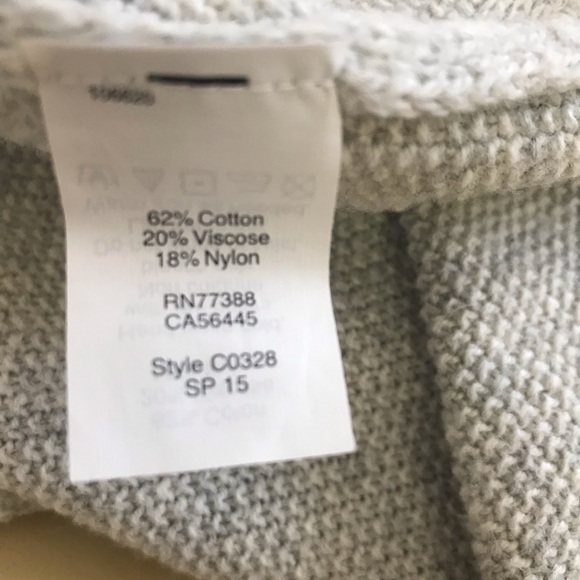 62% Cotton
20% Viscose
18% Nylon
RN77388
CA56445
Style C0328
SP 15